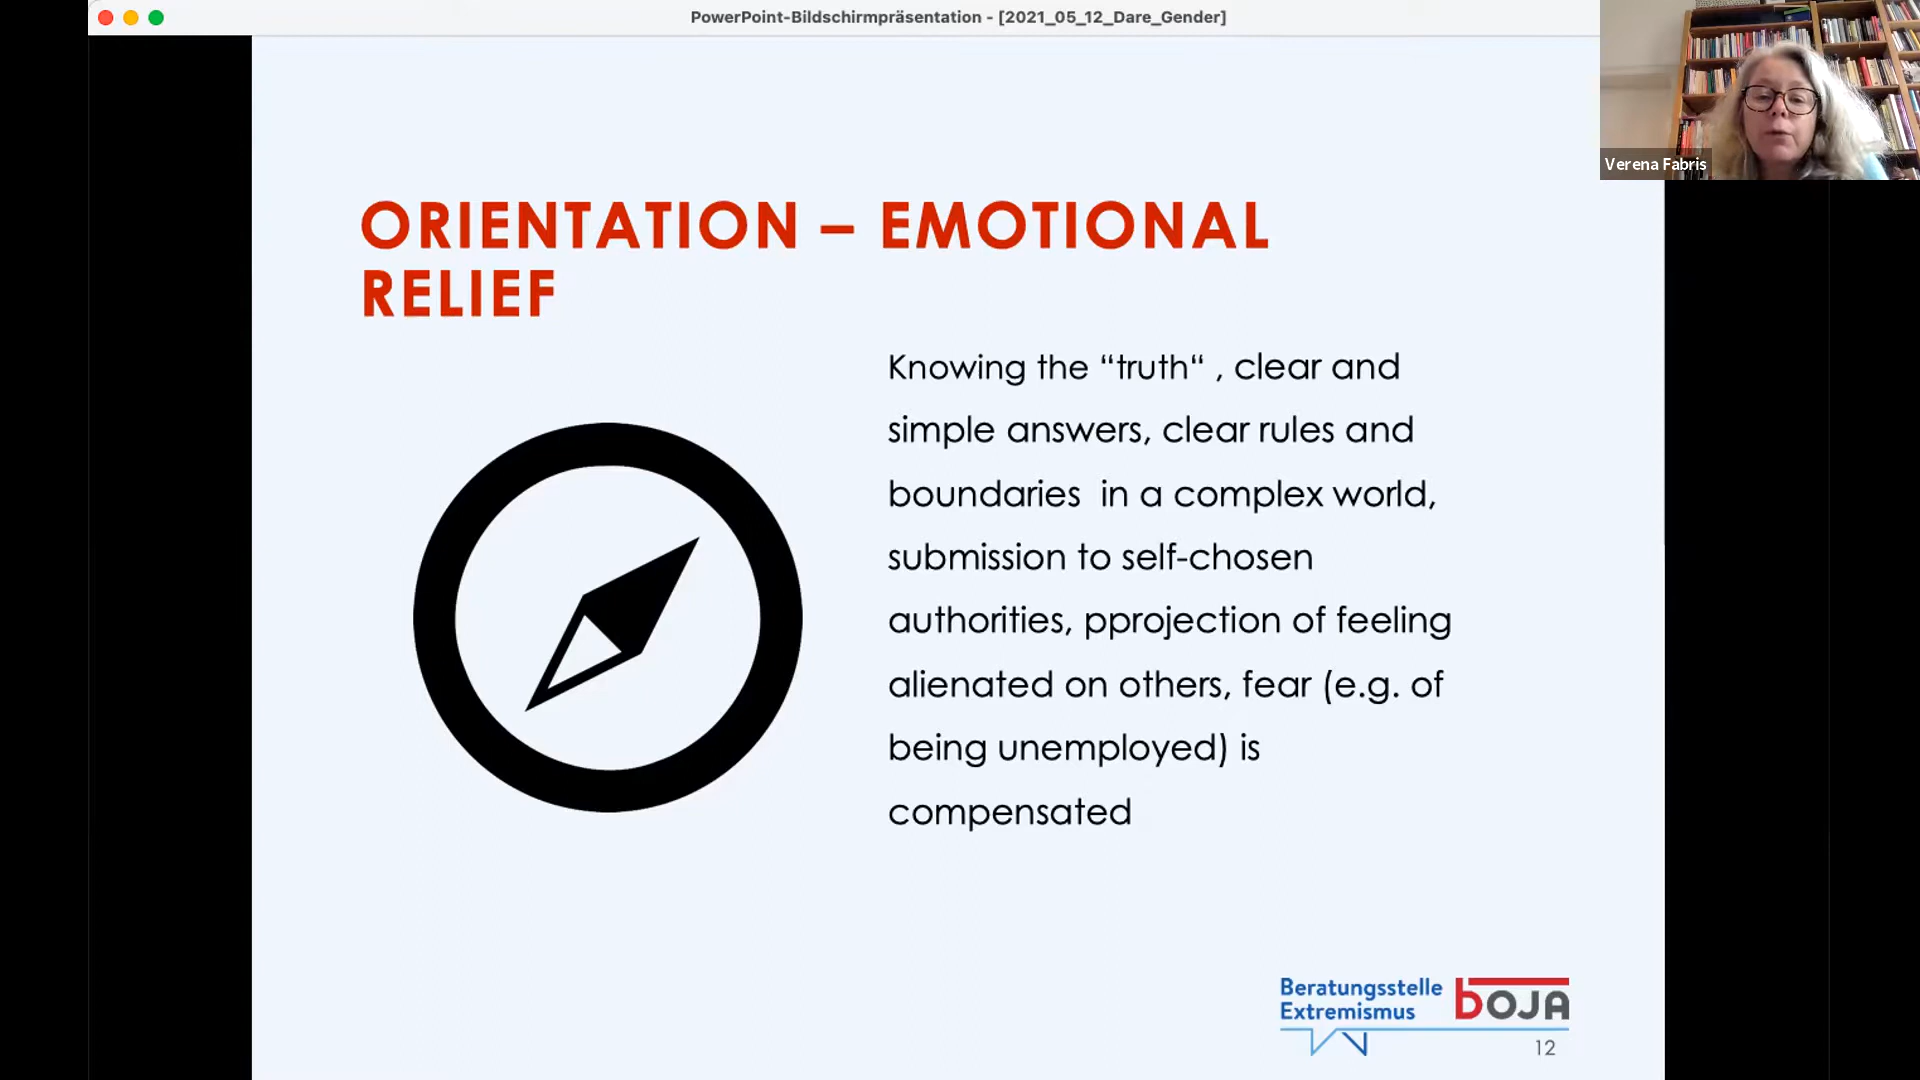 PowerPoint-Bildschirmpräsentation - [2021_05_12_Dare_Gender]
Verena Fabris
ORIENTATION – EMOTIONAL
RELIEF
Knowing the “truth“ , clear and
simple answers, clear rules and
boundaries  in a complex world,
submission to self-chosen
authorities, pprojection of feeling
alienated on others, fear (e.g. of
being unemployed) is
compensated
Beratungsstelle
Extremismus
bOJA
12